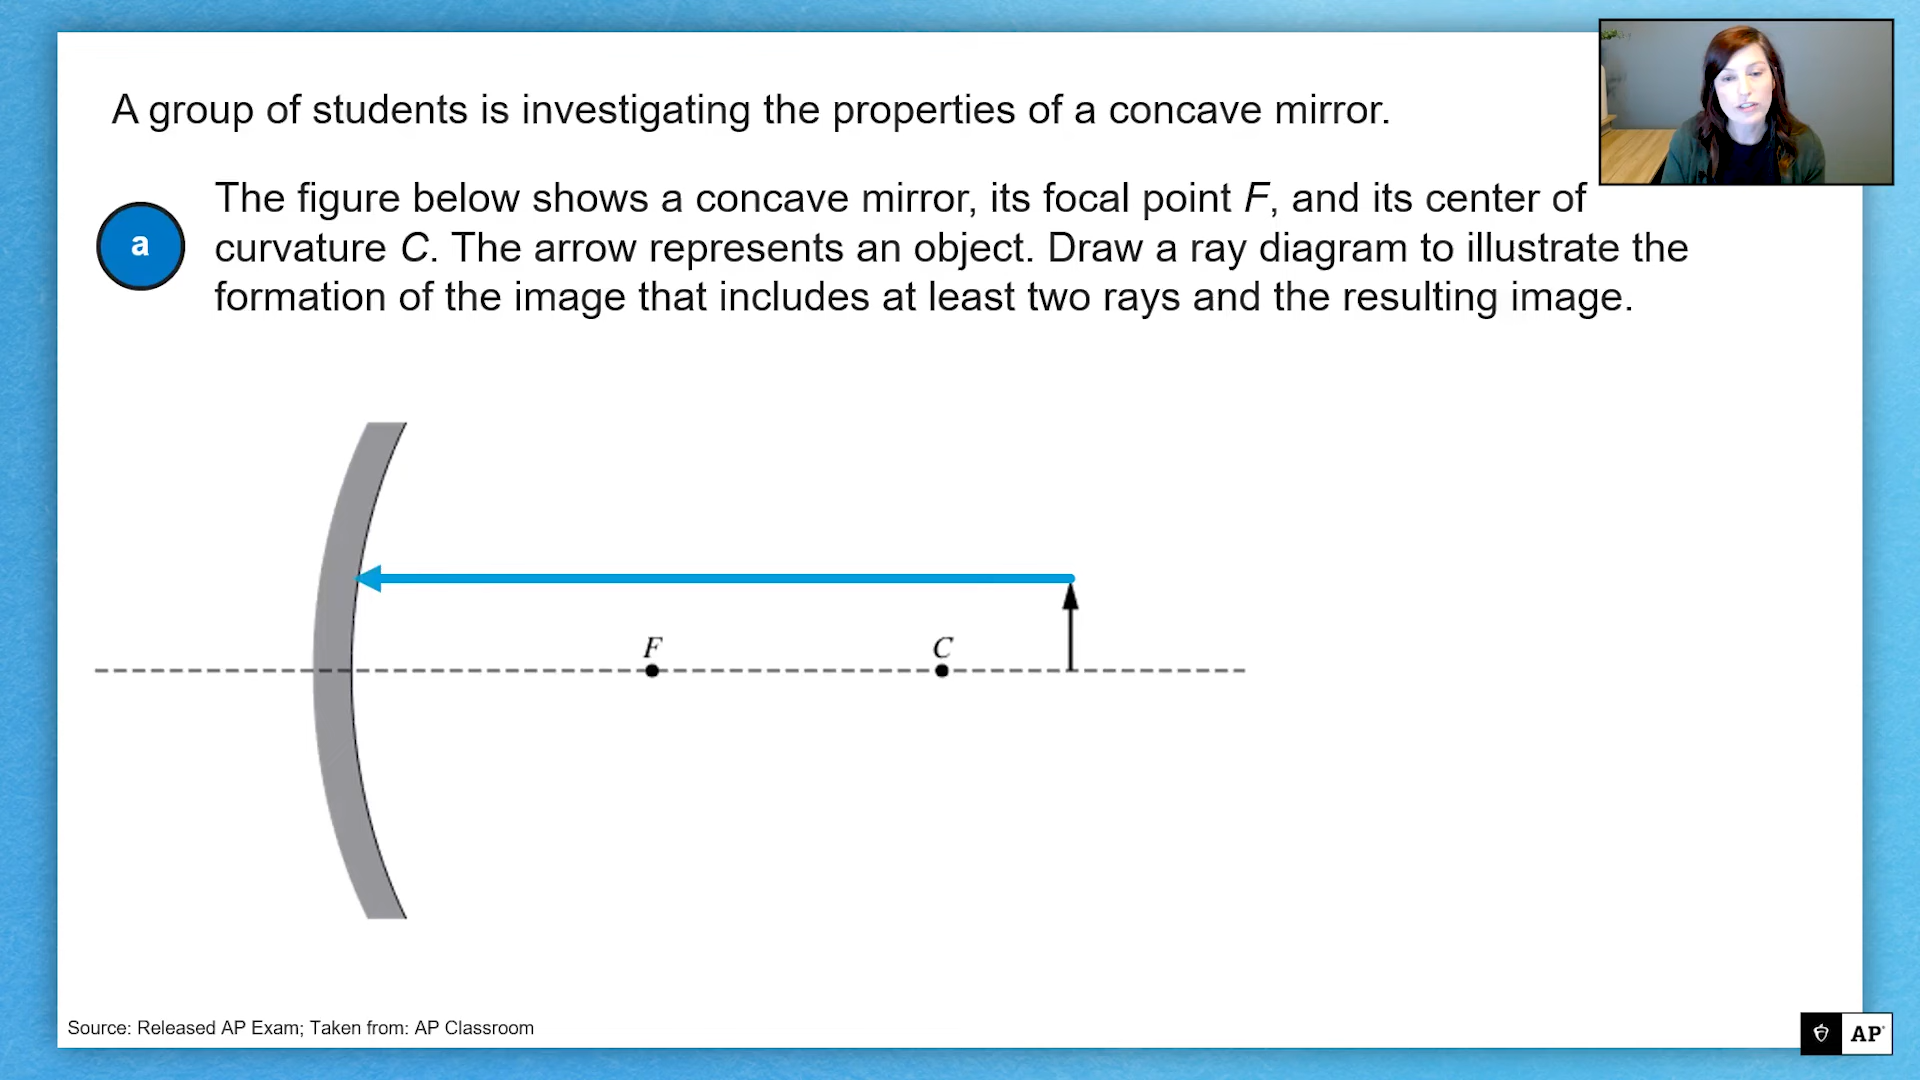 A group of students is investigating the properties of a concave mirror.
a
The figure below shows a concave mirror, its focal point F, and its center of
curvature C. The arrow represents an object. Draw a ray diagram to illustrate the
formation of the image that includes at least two rays and the resulting image.
F
C
Source: Released AP Exam; Taken from: AP Classroom
AP